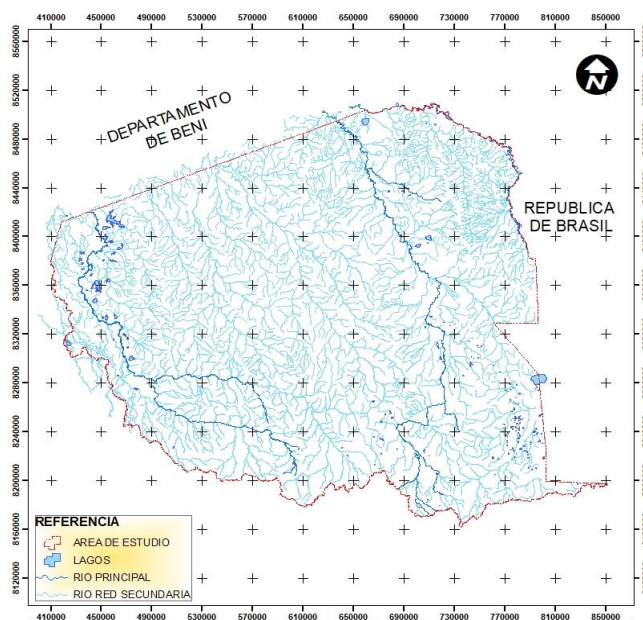 410000 450000 490000 530000 570000 610000 650000 690000 730000 770000 810000 850000
8560000
8520000
8480000
8440000
8400000
8360000
8320000
8280000
8240000
8200000
8160000
8120000
N
DEPARTAMENTO
DE BENI
REPUBLICA
DE BRASIL
REFERENCIA
AREA DE ESTUDIO
LAGOS
RIO PRINCIPAL
RIO RED SECUNDARIA
410000 450000 490000 530000 570000 610000 650000 690000 730000 770000 810000 850000